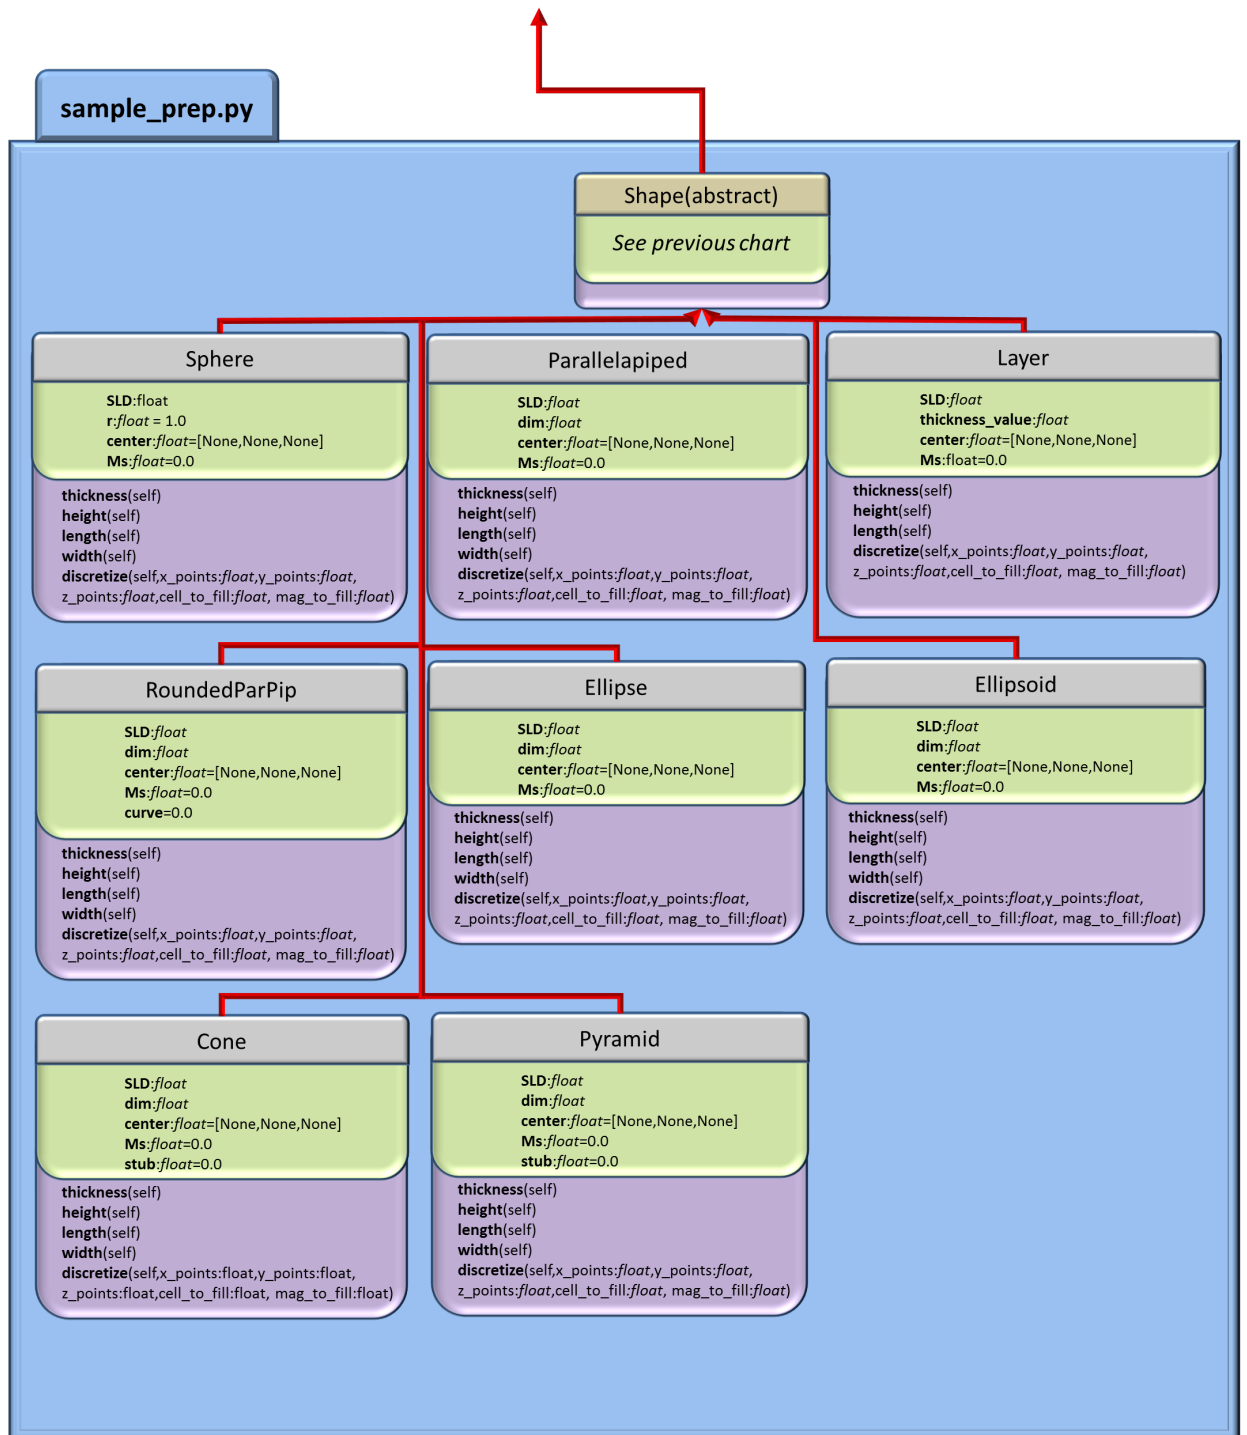 sample_prep.py
Shape(abstract)
See previous chart
Sphere
SLD:float
r:float = 1.0
center:float=[None,None,None]
Ms:float=0.0
thickness(self)
height(self)
length(self)
width(self)
discretize(self,x_points:float,y_points:float,
z_points:float,cell_to_fill:float, mag_to_fill:float)
Parallelapiped
SLD:float
dim:float
center:float=[None,None,None]
Ms:float=0.0
thickness(self)
height(self)
length(self)
width(self)
discretize(self,x_points:float,y_points:float,
z_points:float,cell_to_fill:float, mag_to_fill:float)
Layer
SLD:float
thickness_value:float
center:float=[None,None,None]
Ms:float=0.0
thickness(self)
height(self)
length(self)
discretize(self,x_points:float,y_points:float,
z_points:float,cell_to_fill:float, mag_to_fill:float)
RoundedParPip
SLD:float
dim:float
center:float=[None,None,None]
Ms:float=0.0
curve=0.0
thickness(self)
height(self)
length(self)
width(self)
discretize(self,x_points:float,y_points:float,
z_points:float,cell_to_fill:float, mag_to_fill:float)
Ellipse
SLD:float
dim:float
center:float=[None,None,None]
Ms:float=0.0
thickness(self)
height(self)
length(self)
width(self)
discretize(self,x_points:float,y_points:float,
z_points:float,cell_to_fill:float, mag_to_fill:float)
Ellipsoid
SLD:float
dim:float
center:float=[None,None,None]
Ms:float=0.0
thickness(self)
height(self)
length(self)
width(self)
discretize(self,x_points:float,y_points:float,
z_points:float,cell_to_fill:float, mag_to_fill:float)
Cone
SLD:float
dim:float
center:float=[None,None,None]
Ms:float=0.0
stub:float=0.0
thickness(self)
height(self)
length(self)
width(self)
discretize(self,x_points:float,y_points:float,
z_points:float,cell_to_fill:float, mag_to_fill:float)
Pyramid
SLD:float
dim:float
center:float=[None,None,None]
Ms:float=0.0
stub:float=0.0
thickness(self)
height(self)
length(self)
width(self)
discretize(self,x_points:float,y_points:float,
z_points:float,cell_to_fill:float, mag_to_fill:float)